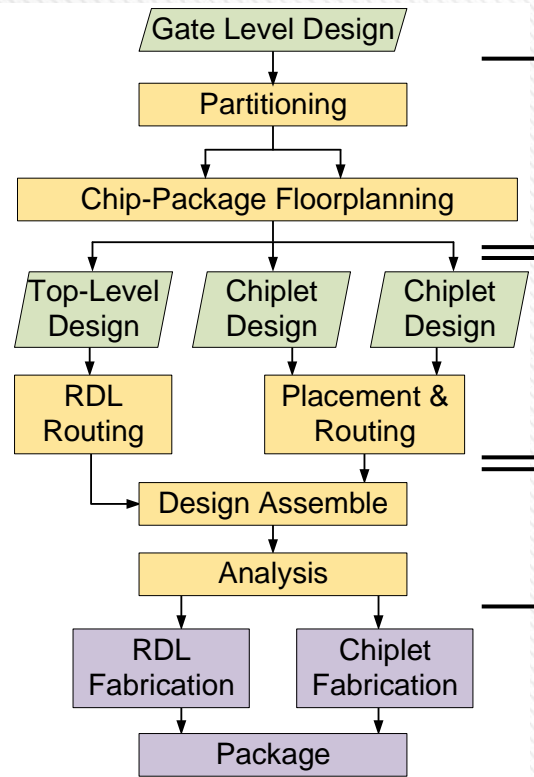 Gate Level Design
Partitioning
Chip-Package Floorplanning
Top-Level
Design
Chiplet
Design
Chiplet
Design
RDL
Routing
Placement &
Routing
Design Assemble
Analysis
RDL
Fabrication
Chiplet
Fabrication
Package